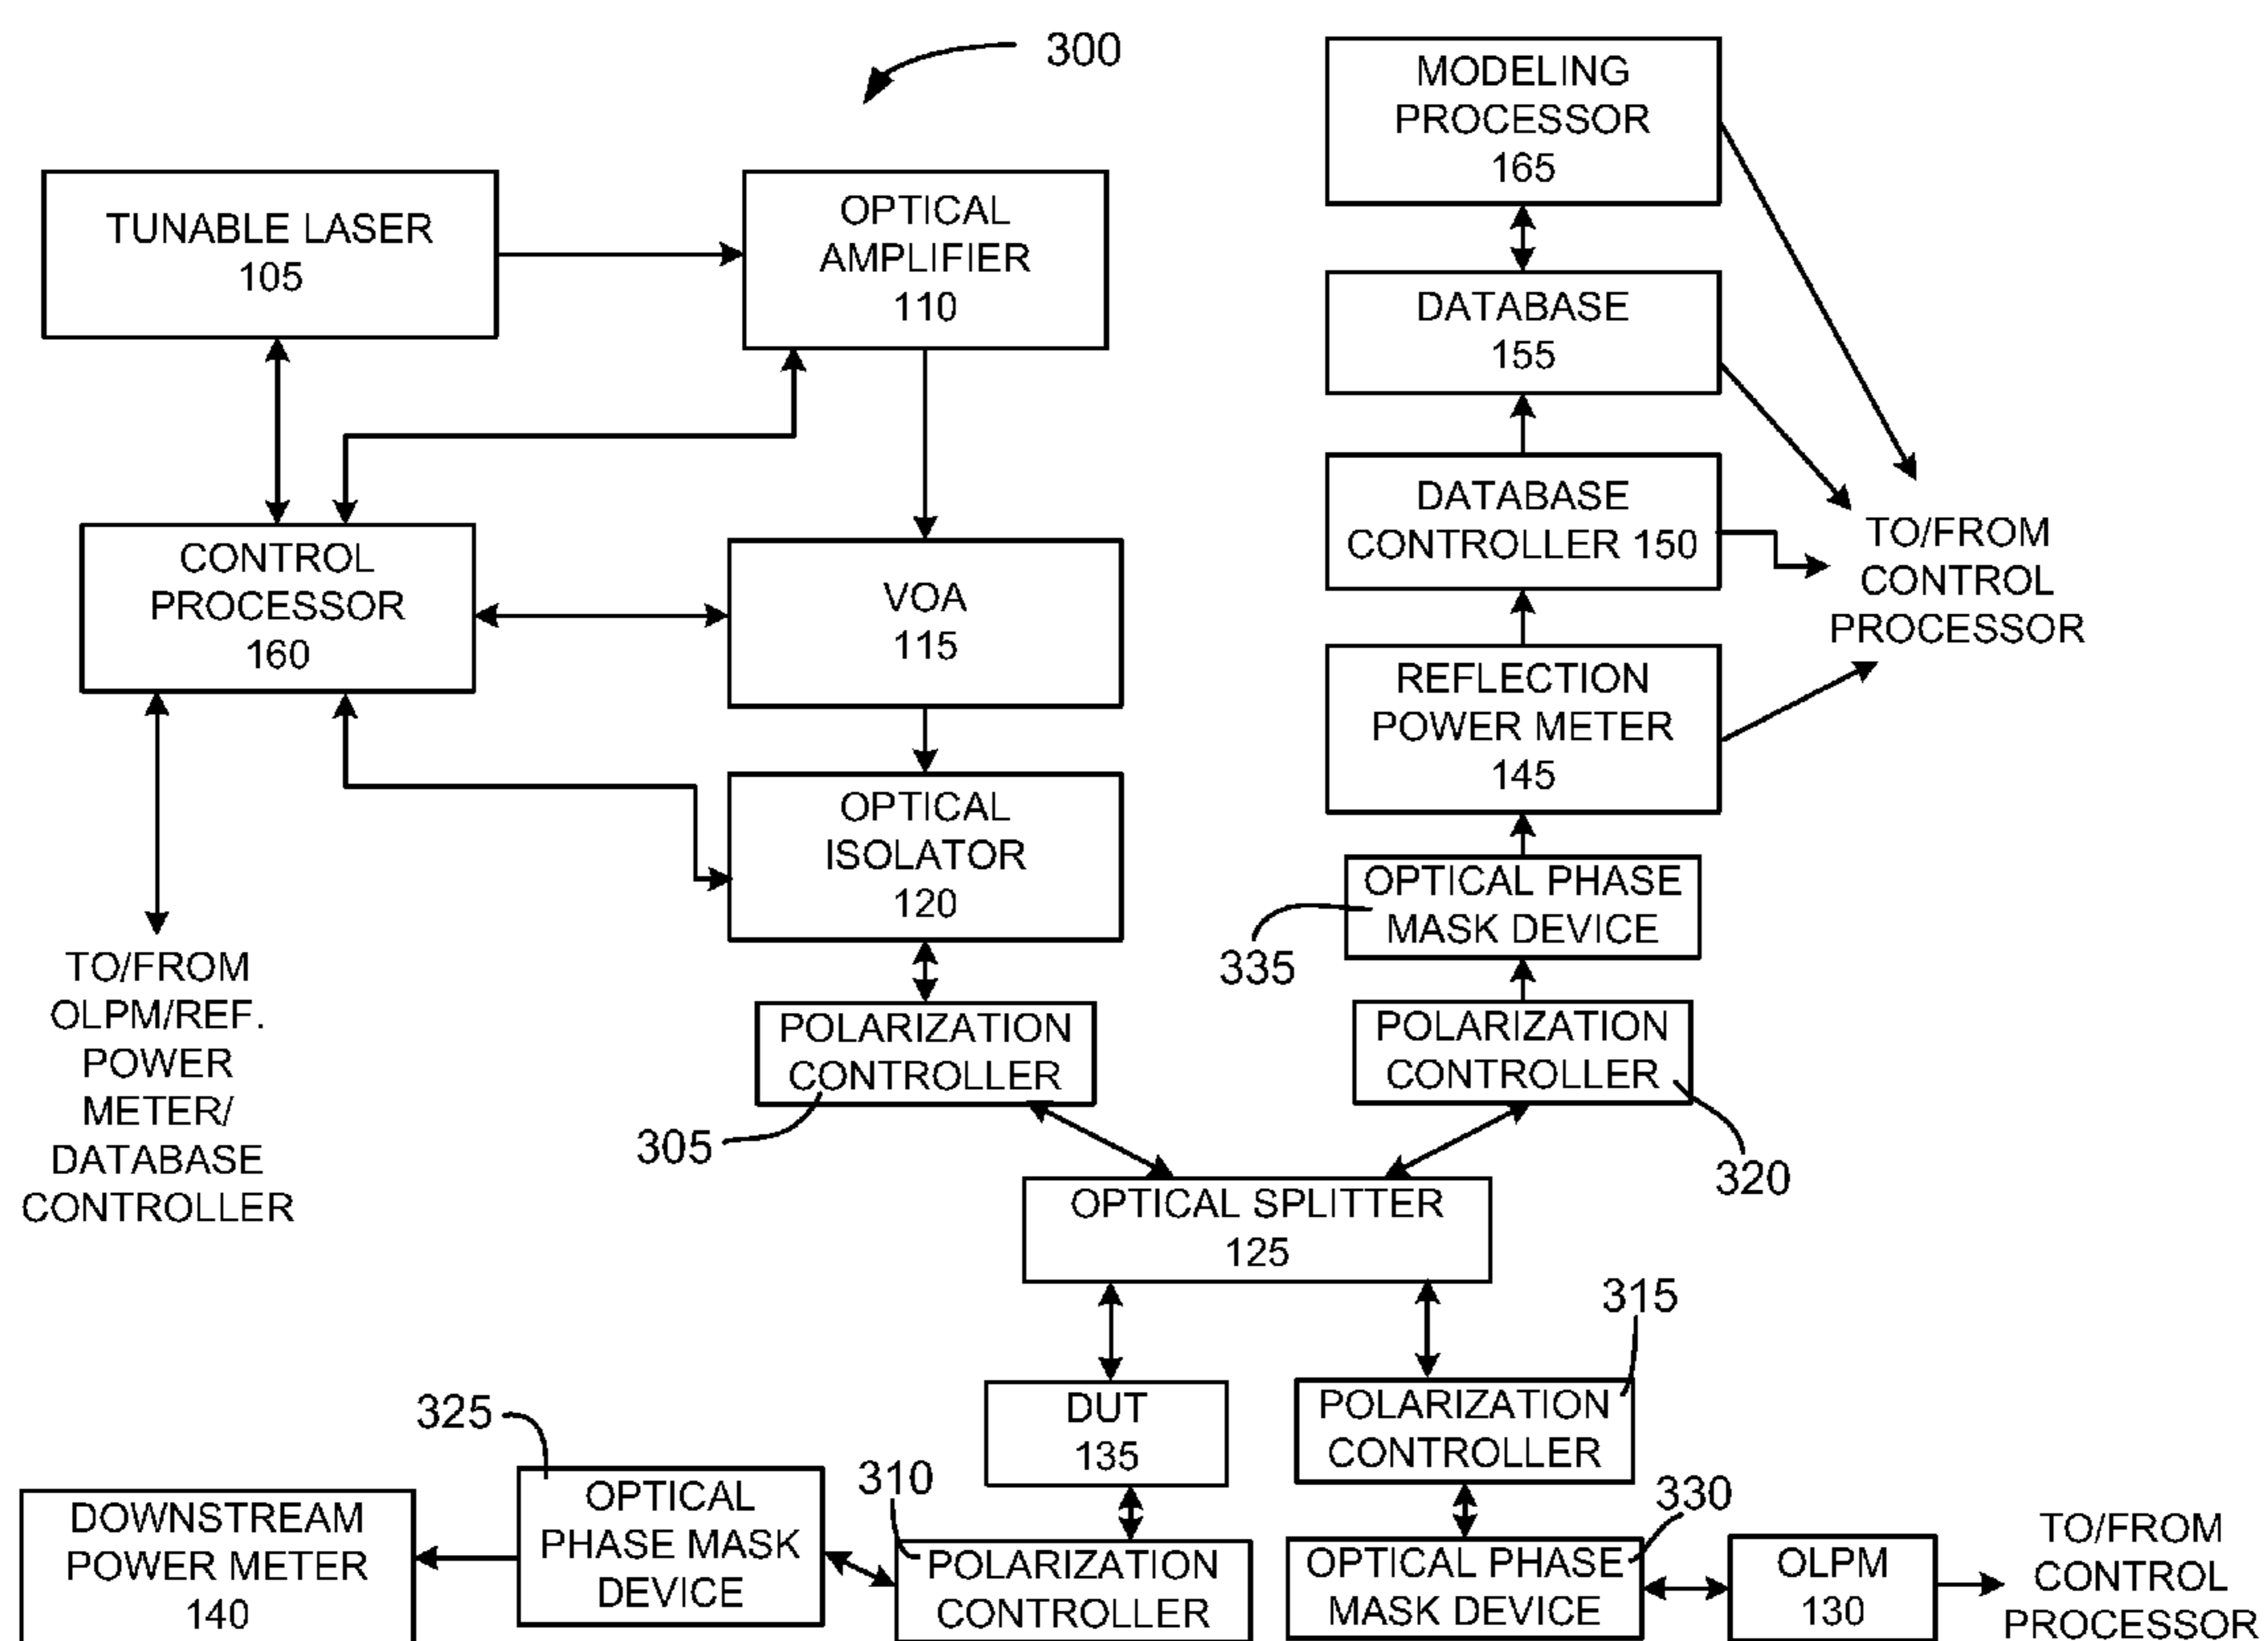 300
MODELING
PROCESSOR
165
TUNABLE LASER
105
OPTICAL
AMPLIFIER
110
DATABASE
155
DATABASE
CONTROLLER 150
TO/FROM
CONTROL
PROCESSOR
CONTROL
PROCESSOR
160
VOA
115
REFLECTION
POWER METER
145
OPTICAL
ISOLATOR
120
OPTICAL PHASE
MASK DEVICE
335
TO/FROM
OLPM/REF.
POWER
METER/
DATABASE
CONTROLLER
POLARIZATION
CONTROLLER
305
POLARIZATION
CONTROLLER
320
OPTICAL SPLITTER
125
315
DUT
135
POLARIZATION
CONTROLLER
325
310
330
DOWNSTREAM
POWER METER
140
OPTICAL
PHASE MASK
DEVICE
POLARIZATION
CONTROLLER
OPTICAL PHASE
MASK DEVICE
OLPM
130
TO/FROM
CONTROL
PROCESSOR